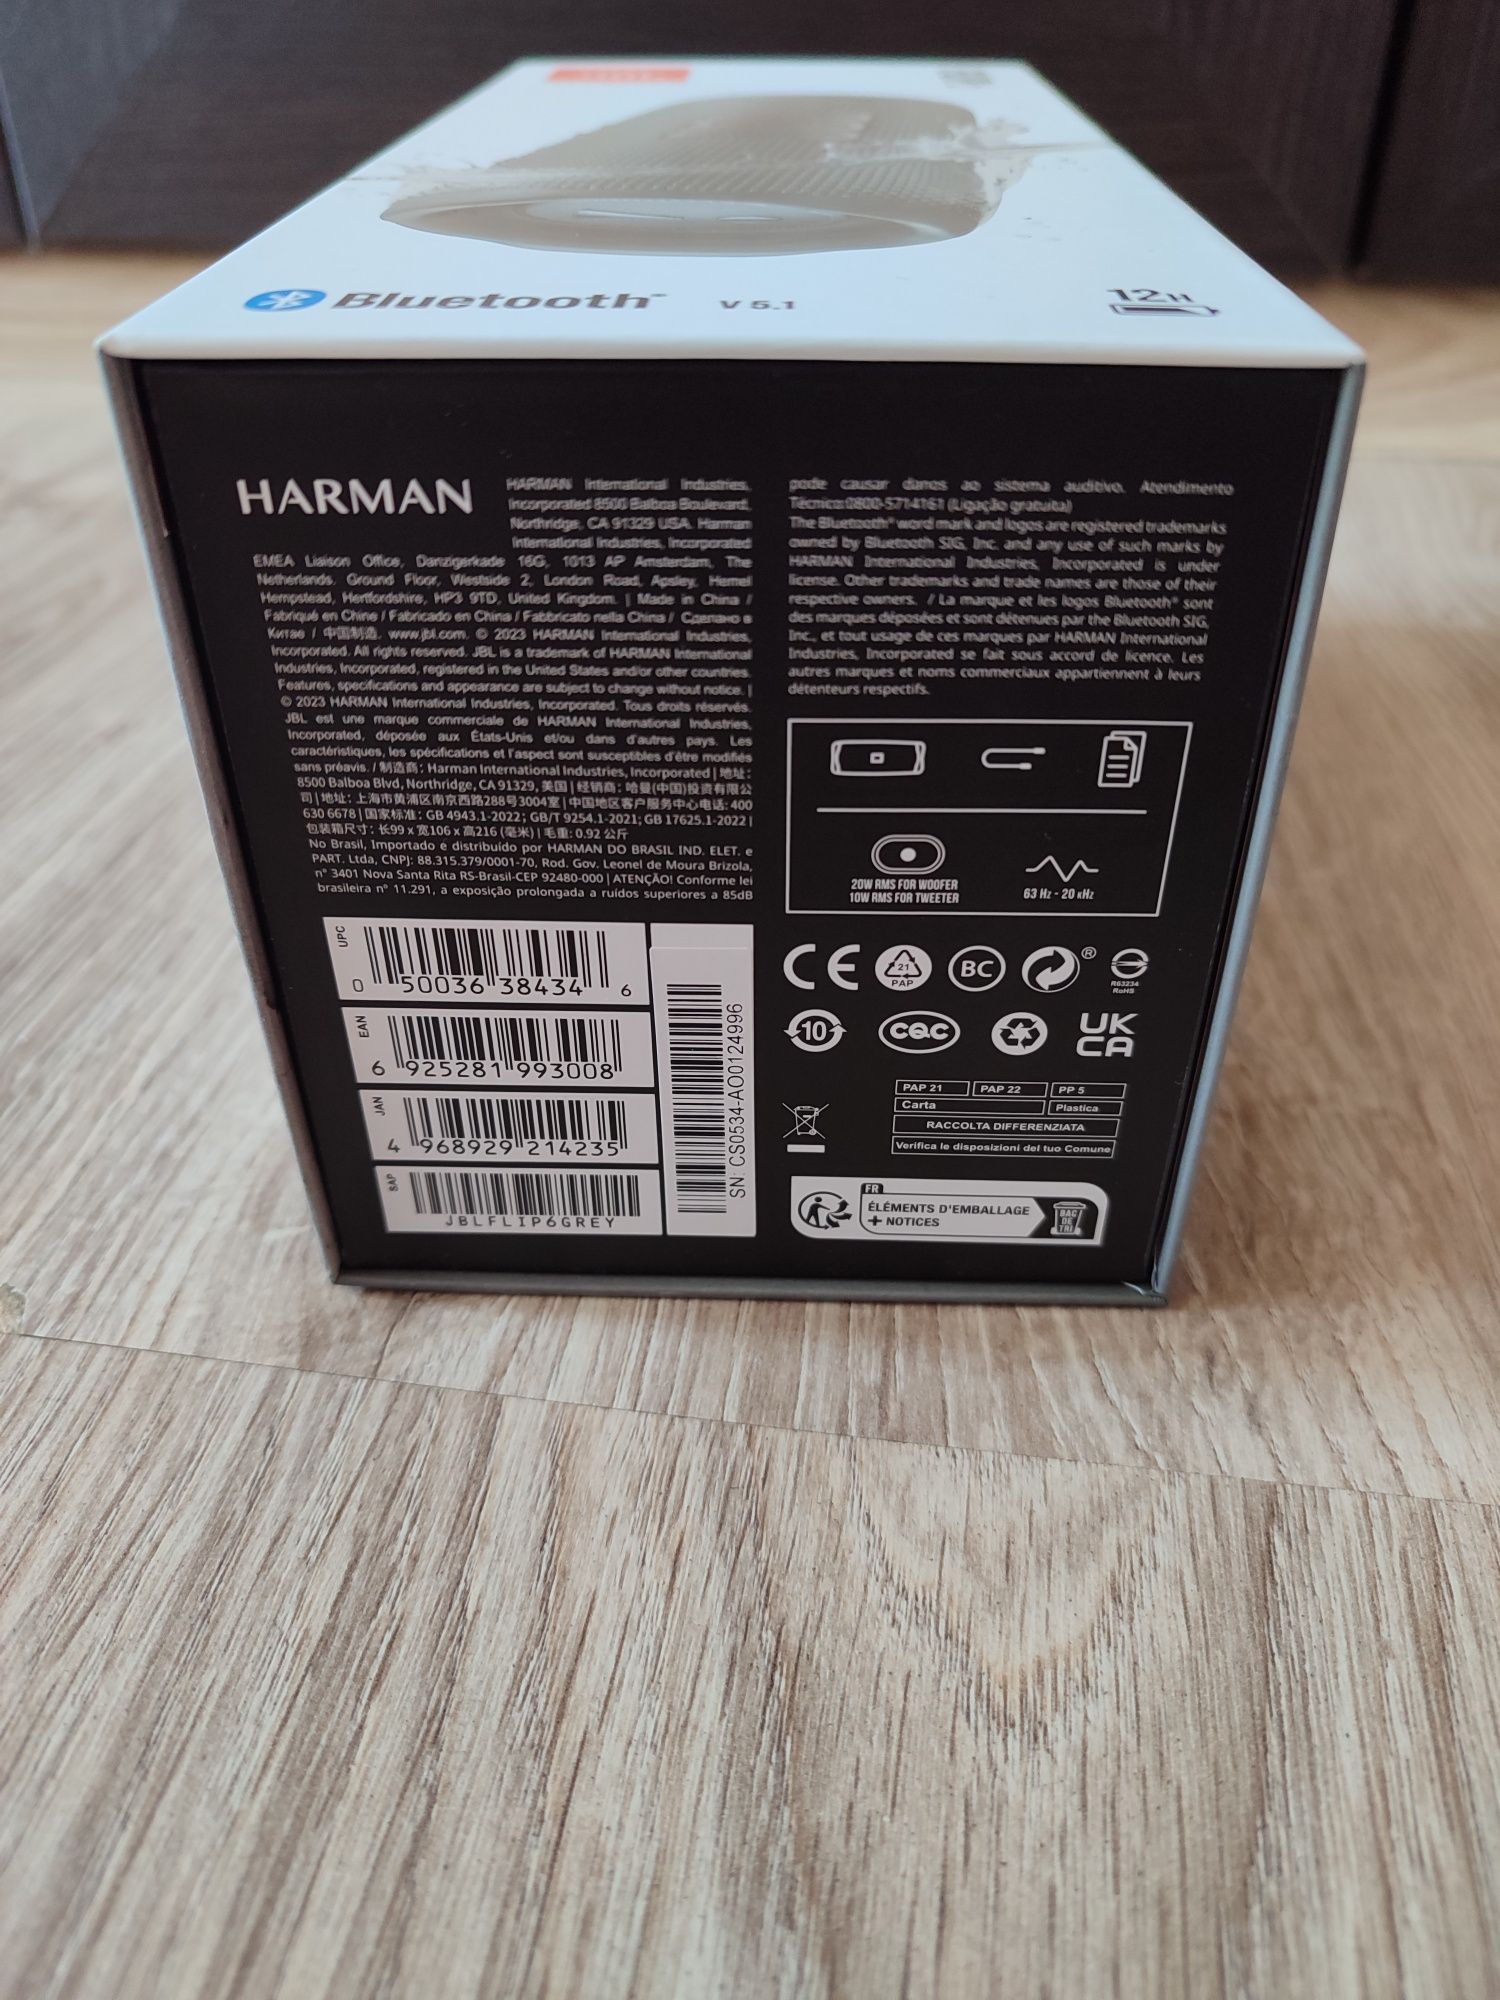 Bluetooth™ V 5.1
12H
HARMAN
HARMAN International Industries,
Incorporated 8500 Balboa Boulevard,
Northridge, CA 91329 USA. Harman
International Industries, Incorporated
EMEA Liaison Office, Danzigerkade 16G, 1013 AP Amsterdam, The
Netherlands. Ground Floor, Westside 2, London Road, Apsley, Hemel
Hempstead, Hertfordshire, HP3 9TD, United Kingdom. | Made in China /
Fabriqué en Chine / Fabricado en China / Fabbricato nella China / Сделано в
Китае / 中国制造. www.jbl.com. © 2023 HARMAN International Industries,
Incorporated. All rights reserved. JBL is a trademark of HARMAN International
Industries, Incorporated, registered in the United States and/or other countries.
Features, specifications and appearance are subject to change without notice. |
© 2023 HARMAN International Industries, Incorporated. Tous droits réservés.
JBL est une marque commerciale de HARMAN International Industries,
Incorporated, déposée aux États-Unis et/ou dans d'autres pays. Les
caractéristiques, les spécifications et l'aspect sont susceptibles d'être modifiés
sans préavis. / 制造商: Harman International Industries, Incorporated | 地址:
8500 Balboa Blvd, Northridge, CA 91329, 美国 | 经销商: 哈曼(中国)投资有限公
司 | 地址: 上海市黄浦区南京西路288号3004室 | 中国地区客户服务中心电话: 400
630 6678 | 国家标准: GB 4943.1-2022; GB/T 9254.1-2021; GB 17625.1-2022 |
包装箱尺寸: 长99 x 宽106 x 高216 (毫米) | 毛重: 0.92 公斤
No Brasil, Importado e distribuído por HARMAN DO BRASIL IND. ELET. e
PART. Ltda, CNPJ: 88.315.379/0001-70, Rod. Gov. Leonel de Moura Brizola,
n° 3401 Nova Santa Rita RS-Brasil-CEP 92480-000 | ATENÇÃO! Conforme lei
brasileira n° 11.291, a exposição prolongada a ruídos superiores a 85dB
pode causar danos ao sistema auditivo. Atendimento
Técnico:0800-5714161 (Ligação gratuita)
The Bluetooth® word mark and logos are registered trademarks
owned by Bluetooth SIG, Inc. and any use of such marks by
HARMAN International Industries, Incorporated is under
license. Other trademarks and trade names are those of their
respective owners. / La marque et les logos Bluetooth® sont
des marques déposées et sont détenues par the Bluetooth SIG,
Inc., et tout usage de ces marques par HARMAN International
Industries, Incorporated se fait sous accord de licence. Les
autres marques et noms commerciaux appartiennent à leurs
détenteurs respectifs.
20W RMS FOR WOOFER
10W RMS FOR TWEETER
63 Hz - 20 kHz
UPC
0 50036 38434 6
EAN
6 925281 993008
JAN
4 968929 214235
SAP
JBLFLIP6GREY
SN: CS0534-AO0124996
CE
21
PAP
BC
®
R63234
RoHS
10
CQC
UK
CA
PAP 21 PAP 22 PP 5
Carta Plastica
RACCOLTA DIFFERENZIATA
Verifica le disposizioni del tuo Comune
FR
ÉLÉMENTS D'EMBALLAGE
+ NOTICES
BAC
DE
TRI